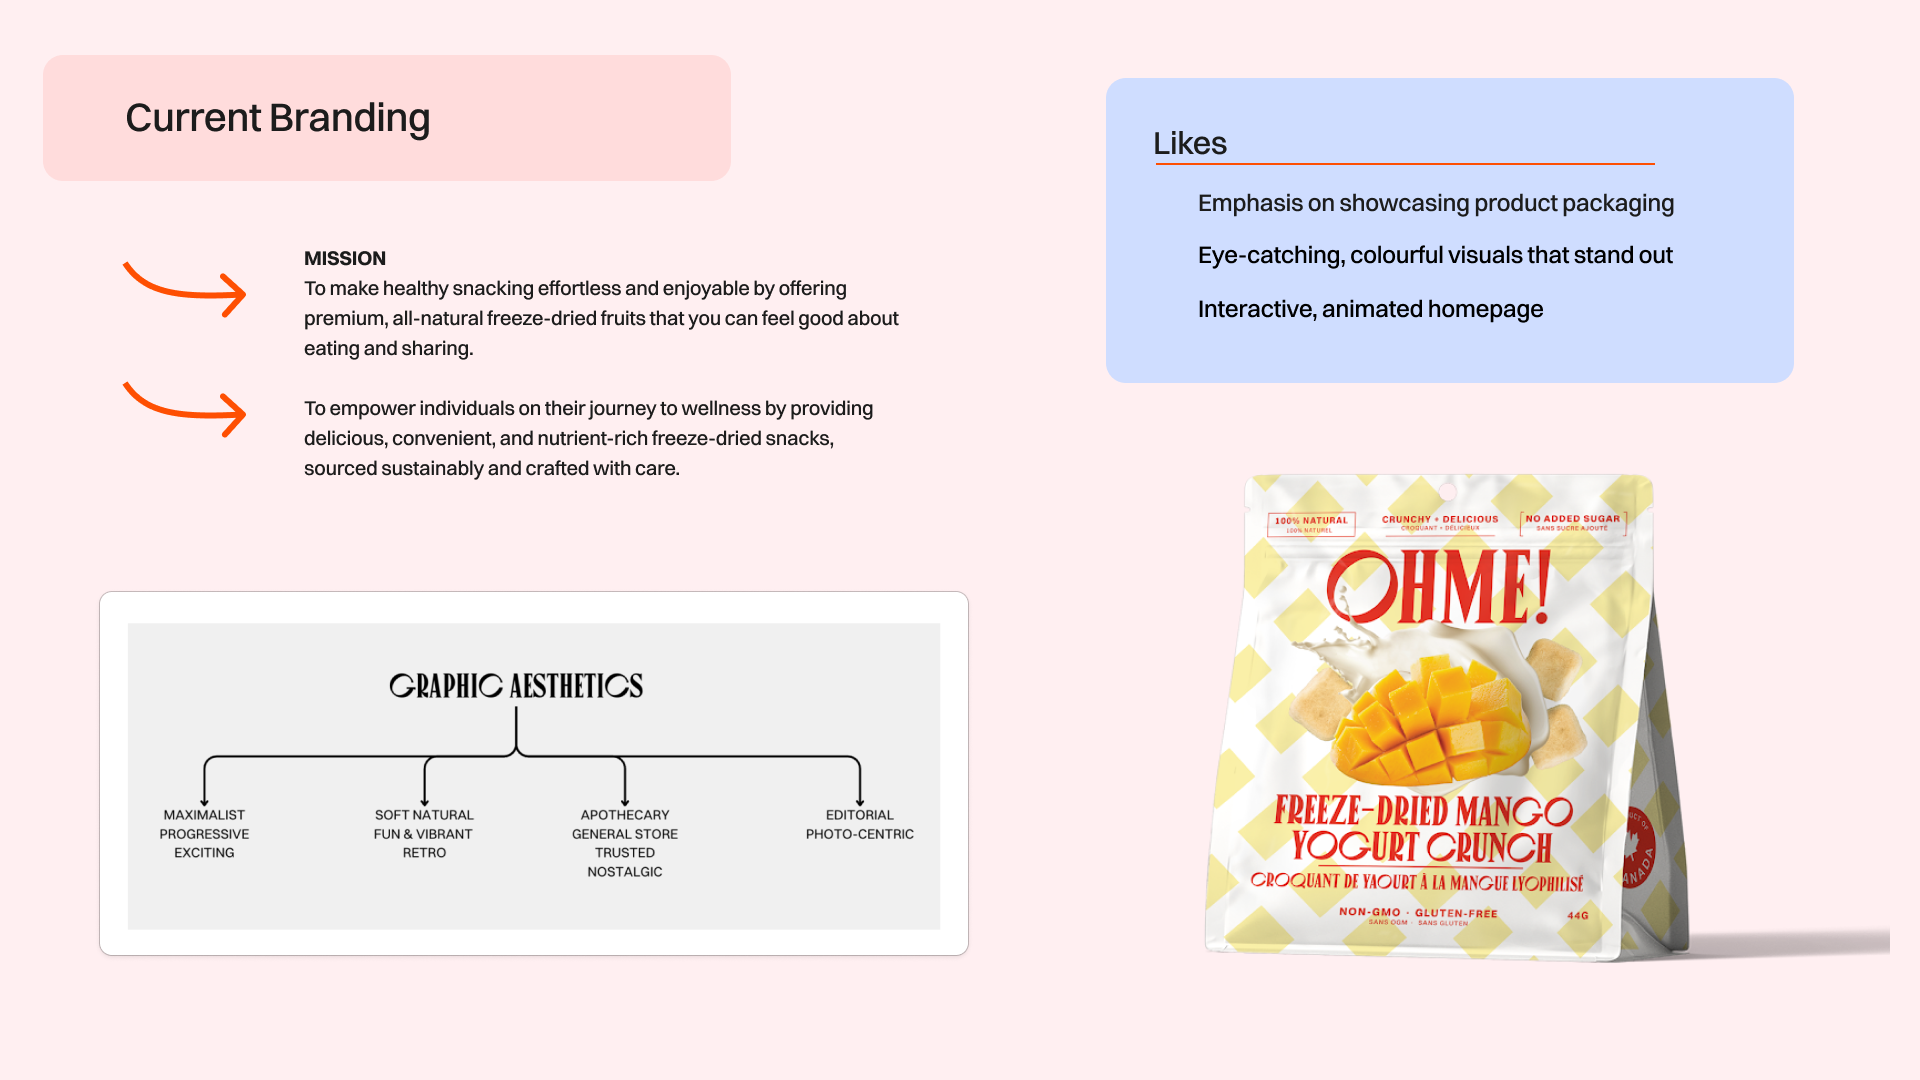 Current Branding
MISSION
To make healthy snacking effortless and enjoyable by offering
premium, all-natural freeze-dried fruits that you can feel good about
eating and sharing.
To empower individuals on their journey to wellness by providing
delicious, convenient, and nutrient-rich freeze-dried snacks,
sourced sustainably and crafted with care.
GRAPHIC AESTHETICS
MAXIMALIST
PROGRESSIVE
EXCITING
SOFT NATURAL
FUN & VIBRANT
RETRO
APOTHECARY
GENERAL STORE
TRUSTED
NOSTALGIC
EDITORIAL
PHOTO-CENTRIC
Likes
Emphasis on showcasing product packaging
Eye-catching, colourful visuals that stand out
Interactive, animated homepage
100% NATURAL
100% NATUREL
CRUNCHY + DELICIOUS
CROQUANT + DÉLICIEUX
NO ADDED SUGAR
SANS SUCRE AJOUTÉ
OHME!
FREEZE-DRIED MANGO
YOGURT CRUNCH
CROQUANT DE YAOURT À LA MANGUE LYOPHILISÉ
NON-GMO · GLUTEN-FREE
SANS OGM · SANS GLUTEN
44G